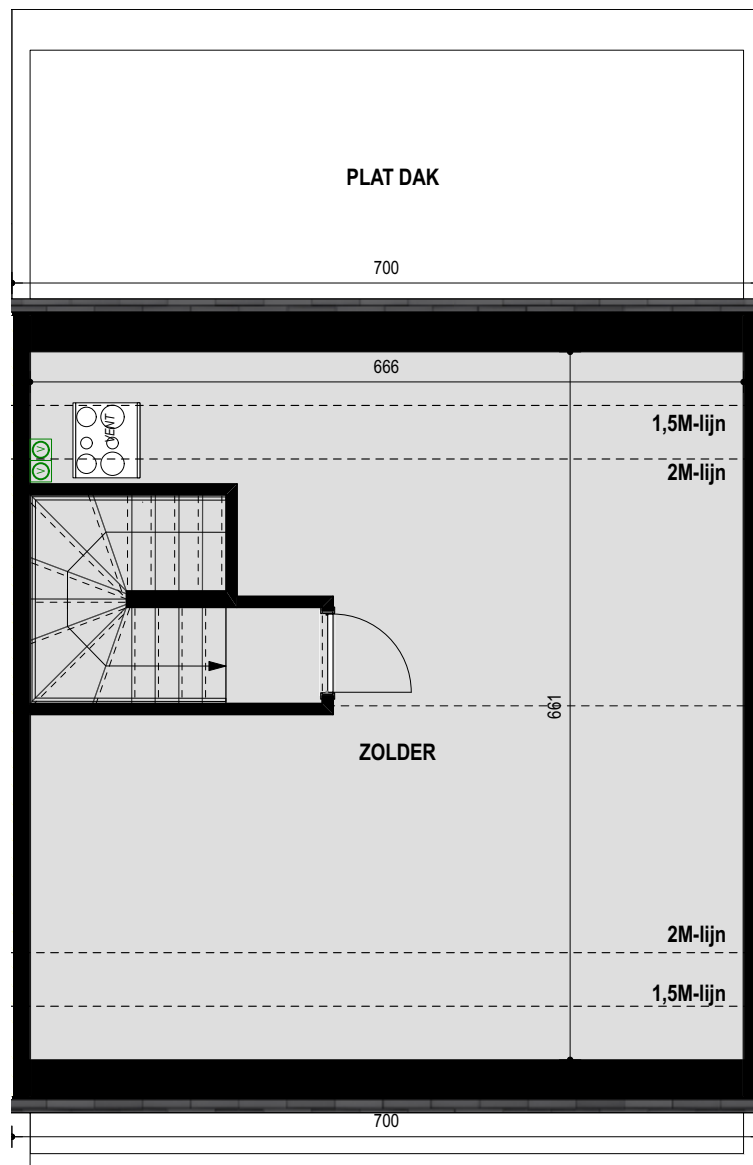 PLAT DAK
700
666
1,5M-lijn
VENT
2M-lijn
V
V
661
ZOLDER
2M-lijn
1,5M-lijn
700